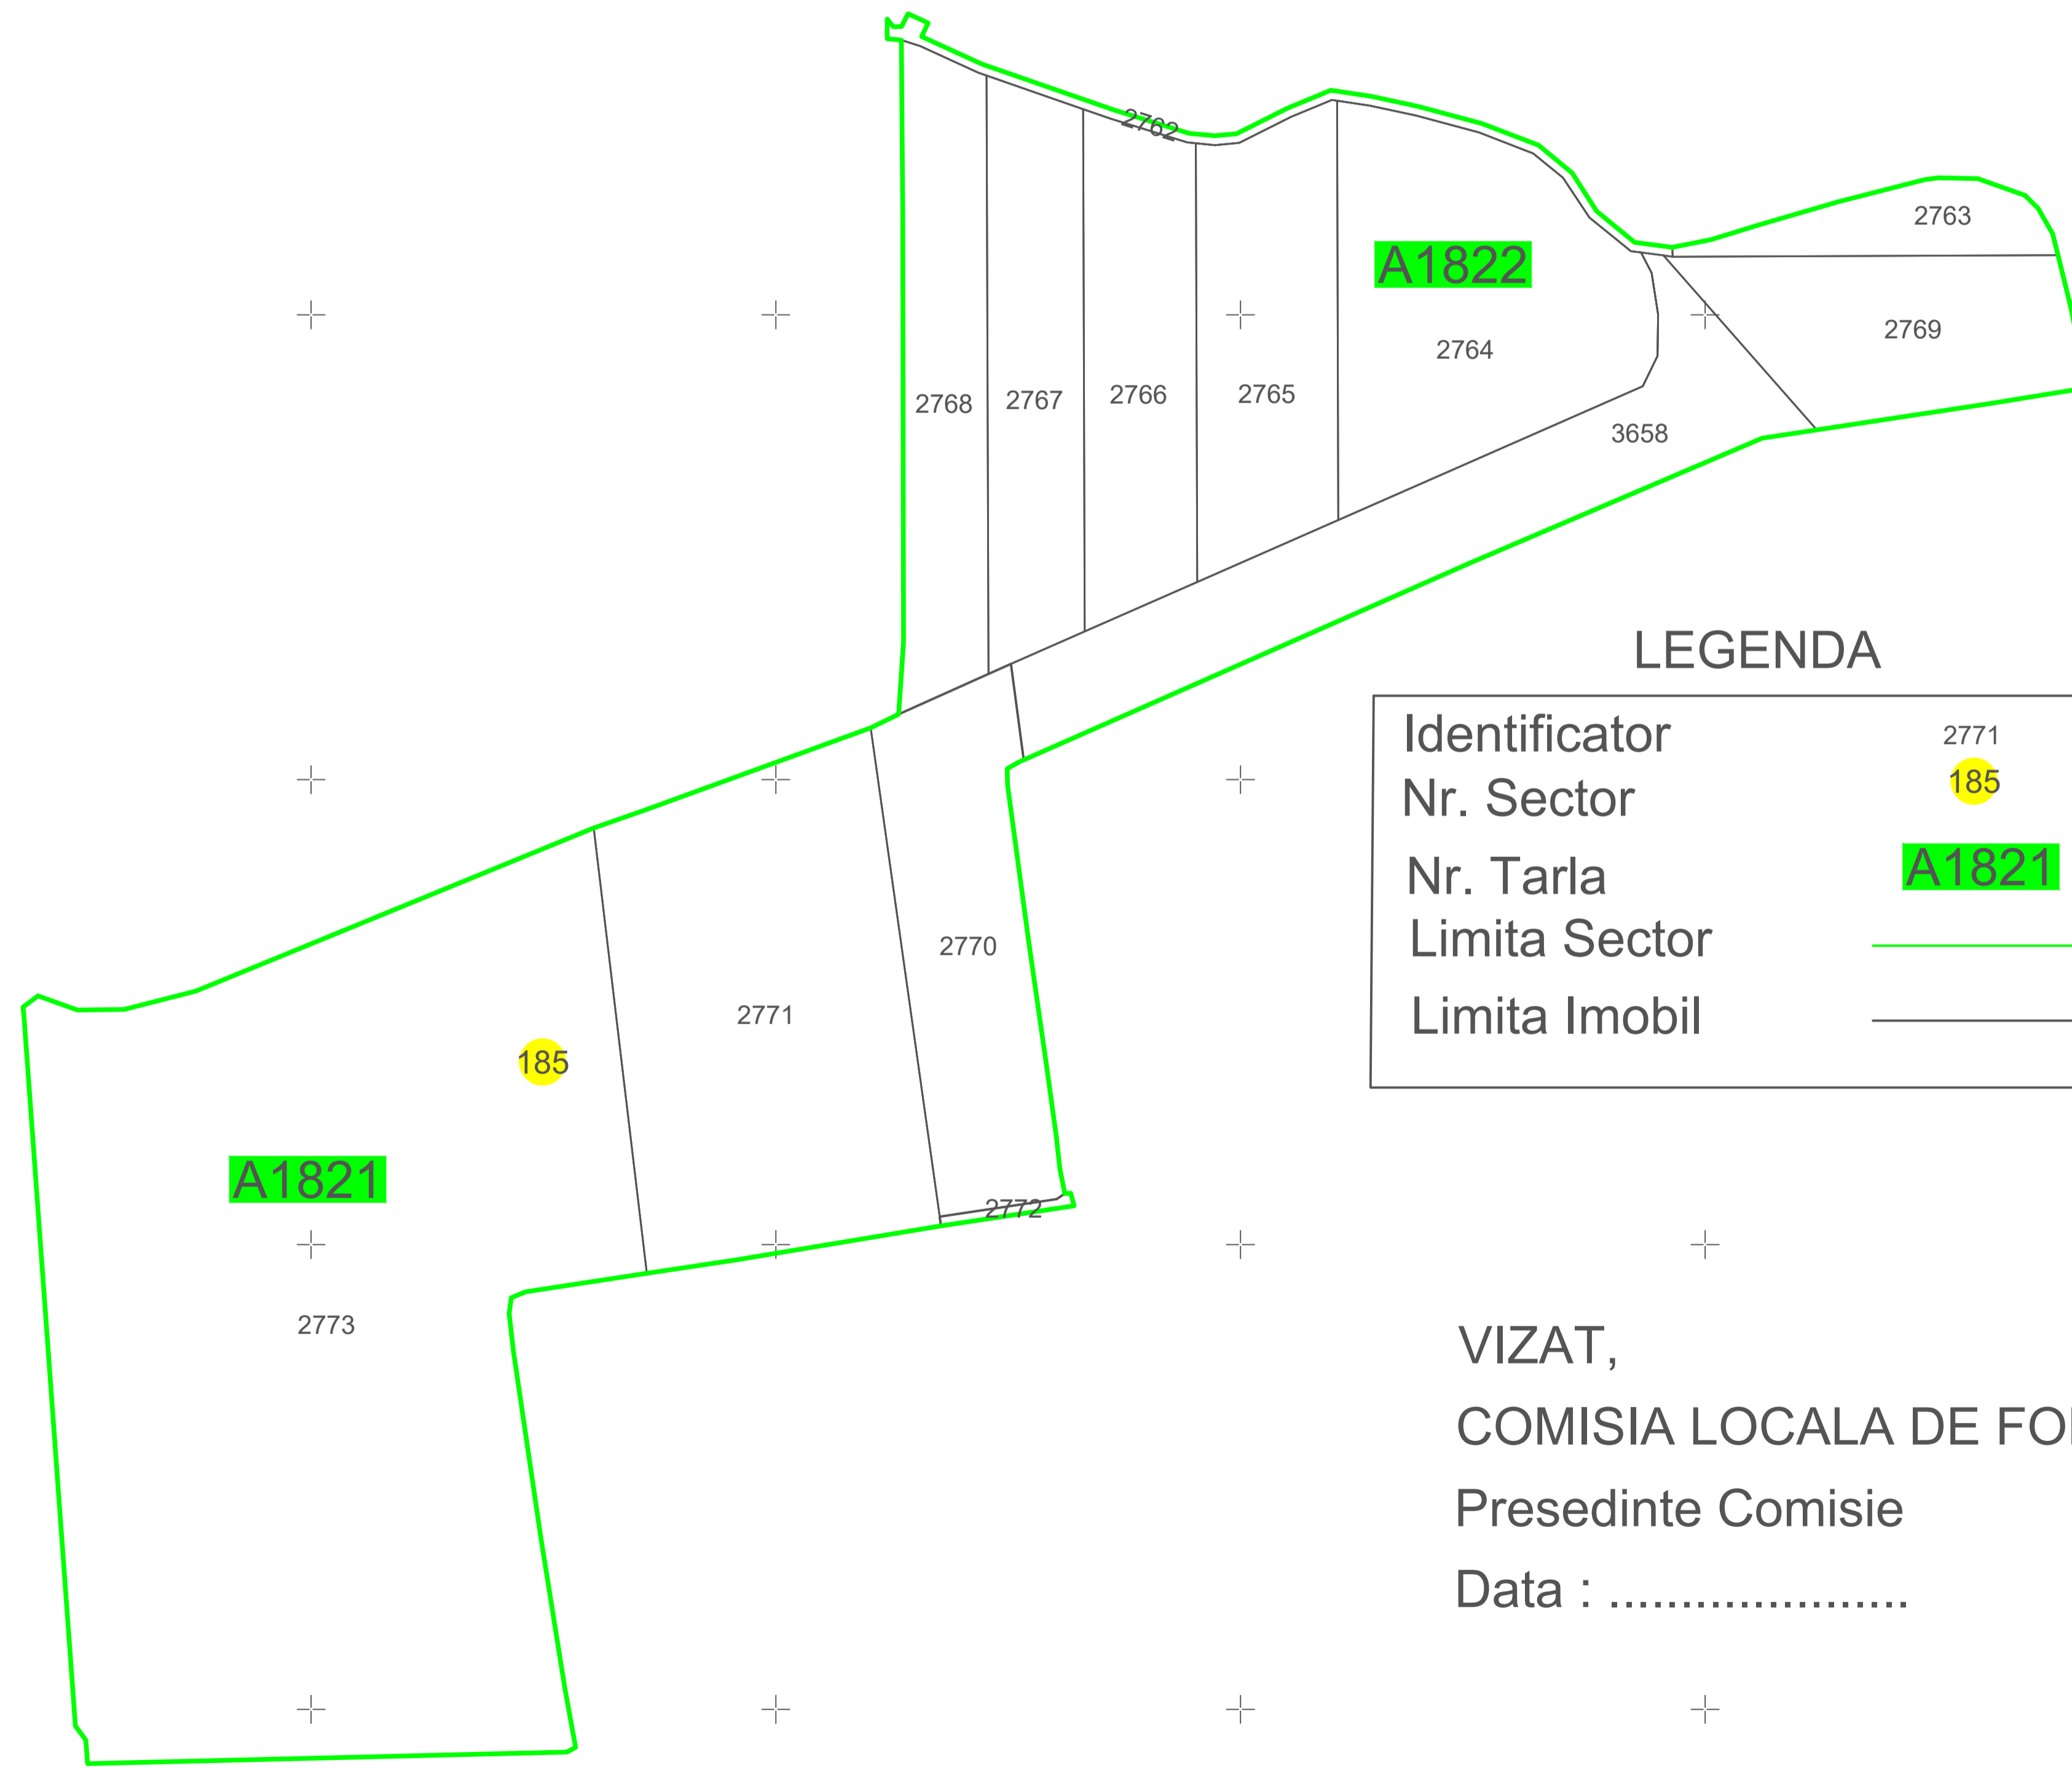 2762
2763
A1822
2769
2764
2768
2767
2766
2765
3658
LEGENDA
Identificator 2771
Nr. Sector 185
Nr. Tarla A1821
Limita Sector
Limita Imobil
2770
2771
185
A1821
2772
2773
VIZAT,
COMISIA LOCALA DE FO
Presedinte Comisie
Data : .....................